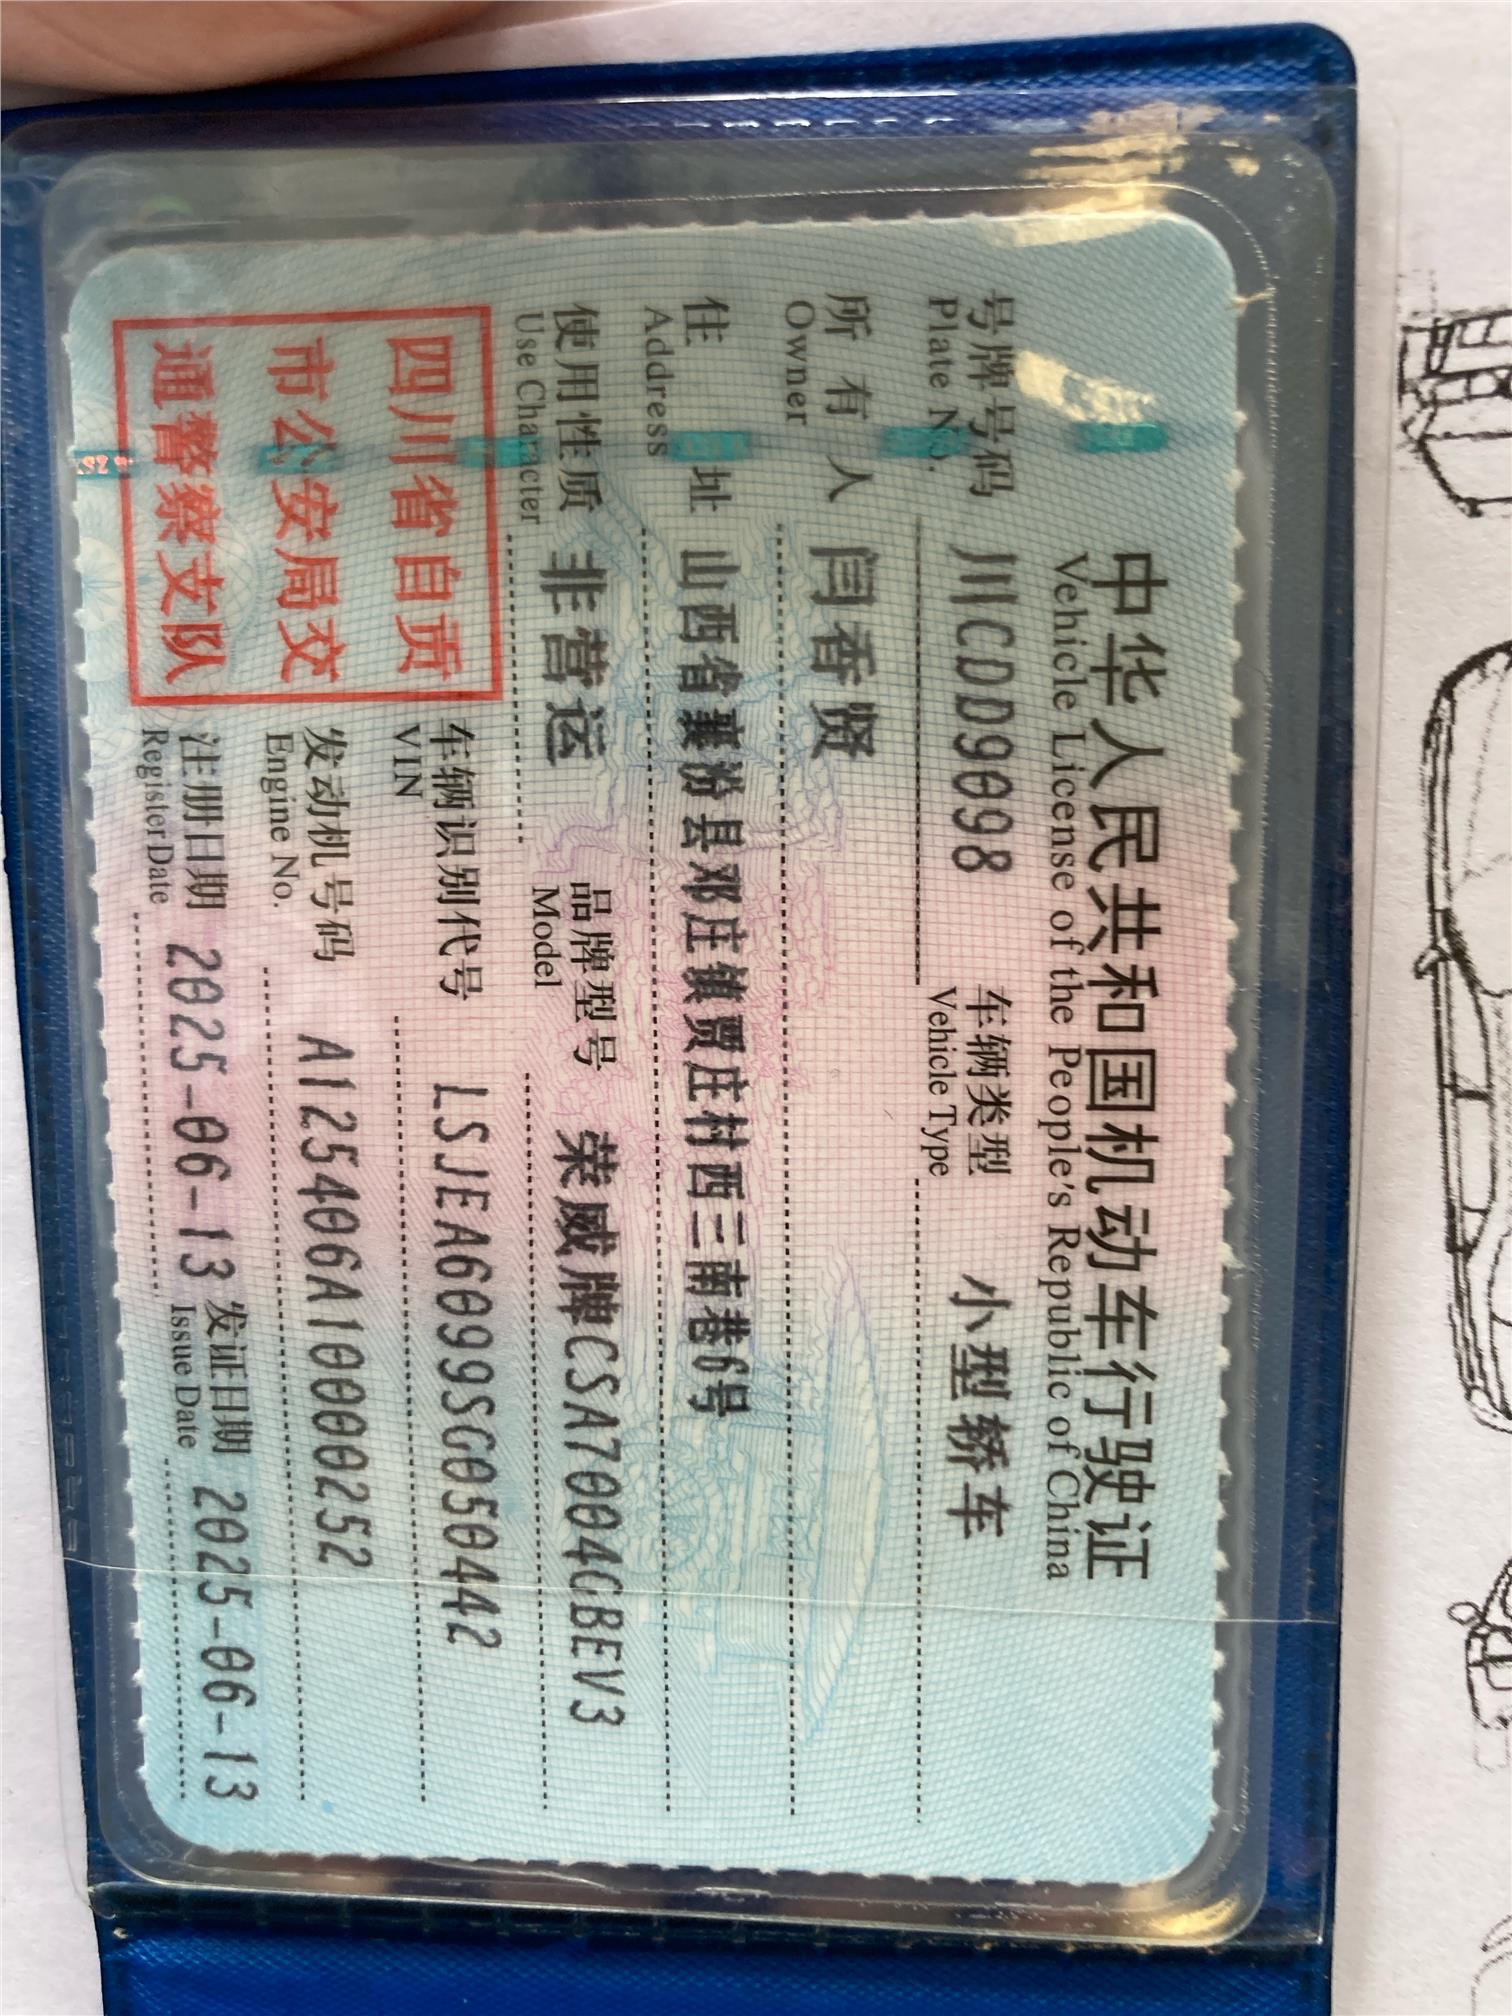 中华人民共和国机动车行驶证
Vehicle License of the People's Republic of China
号牌号码 川CDD9098 车辆类型 小型轿车
Plate No. Vehicle Type
所有人 闫香贤
Owner
住址 山西省襄汾县邓庄镇贾庄村西三南巷6号
Address
使用性质 非营运 品牌型号 荣威牌CSA7004GBEV3
Use Character Model
四川省自贡
市公安局交
通警察支队
车辆识别代号 LSJEA6099SG050442
VIN
发动机号码 A125406A10000252
Engine No.
注册日期 2025-06-13 发证日期 2025-06-13
Register Date Issue Date